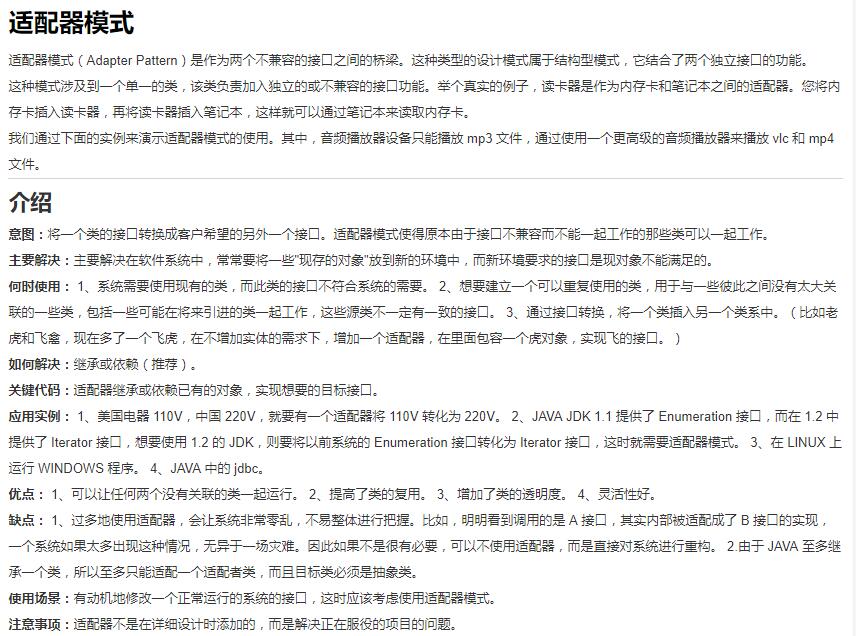 适配器模式
适配器模式（Adapter Pattern）是作为两个不兼容的接口之间的桥梁。这种类型的设计模式属于结构型模式，它结合了两个独立接口的功能。
这种模式涉及到一个单一的类，该类负责加入独立的或不兼容的接口功能。举个真实的例子，读卡器是作为内存卡和笔记本之间的适配器。您将内
存卡插入读卡器，再将读卡器插入笔记本，这样就可以通过笔记本来读取内存卡。
我们通过下面的实例来演示适配器模式的使用。其中，音频播放器设备只能播放 mp3 文件，通过使用一个更高级的音频播放器来播放 vlc 和 mp4
文件。
介绍
意图：将一个类的接口转换成客户希望的另外一个接口。适配器模式使得原本由于接口不兼容而不能一起工作的那些类可以一起工作。
主要解决：主要解决在软件系统中，常常要将一些"现存的对象"放到新的环境中，而新环境要求的接口是现对象不能满足的。
何时使用： 1、系统需要使用现有的类，而此类的接口不符合系统的需要。 2、想要建立一个可以重复使用的类，用于与一些彼此之间没有太大关
联的一些类，包括一些可能在将来引进的类一起工作，这些源类不一定有一致的接口。 3、通过接口转换，将一个类插入另一个类系中。（比如老
虎和飞禽，现在多了一个飞虎，在不增加实体的需求下，增加一个适配器，在里面包容一个虎对象，实现飞的接口。）
如何解决：继承或依赖（推荐）。
关键代码：适配器继承或依赖已有的对象，实现想要的目标接口。
应用实例： 1、美国电器 110V，中国 220V，就要有一个适配器将 110V 转化为 220V。 2、JAVA JDK 1.1 提供了 Enumeration 接口，而在 1.2 中
提供了 Iterator 接口，想要使用 1.2 的 JDK，则要将以前系统的 Enumeration 接口转化为 Iterator 接口，这时就需要适配器模式。 3、在 LINUX 上
运行 WINDOWS 程序。 4、JAVA 中的 jdbc。
优点： 1、可以让任何两个没有关联的类一起运行。 2、提高了类的复用。 3、增加了类的透明度。 4、灵活性好。
缺点： 1、过多地使用适配器，会让系统非常零乱，不易整体进行把握。比如，明明看到调用的是 A 接口，其实内部被适配成了 B 接口的实现，
一个系统如果太多出现这种情况，无异于一场灾难。因此如果不是很有必要，可以不使用适配器，而是直接对系统进行重构。 2.由于 JAVA 至多继
承一个类，所以至多只能适配一个适配者类，而且目标类必须是抽象类。
使用场景：有动机地修改一个正常运行的系统的接口，这时应该考虑使用适配器模式。
注意事项：适配器不是在详细设计时添加的，而是解决正在服役的项目的问题。